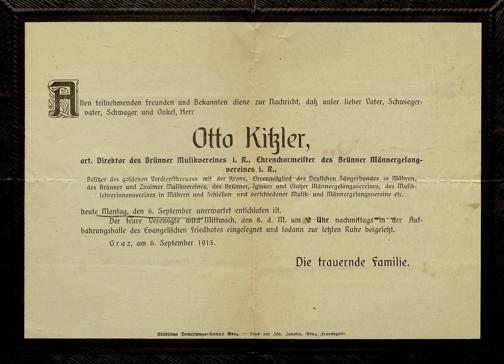 Allen teilnehmenden Freunden und Bekannten diene zur Nachricht, daß unser lieber Vater, Schwieger-
vater, Schwager und Onkel, Herr
Otto Kitzler,
art. Direktor des Brünner Musikvereines i. R., Ehrenchormeister des Brünner Männergesang-
vereines i. R.,
Besitzer des goldenen Verdienstkreuzes mit der Krone, Ehrenmitglied des Deutschen Sängerbundes in Mähren,
des Brünner und Znaimer Musikvereines, des Brünner, Iglauer und Glatzer Männergesangvereines, des Musik-
lehrerinnenvereines in Mähren und Schlesien und verschiedener Musik- und Männergesangvereine etc.
heute Montag, den 6. September unerwartet entschlafen ist.
Der teure Verewigte wird Mittwoch, den 8. d. M. um Uhr nachmittags in der Auf-
bahrungshalle des Evangelischen Friedhofes eingesegnet und sodann zur letzten Ruhe beigesetzt.
Graz, am 6. September 1915.
Die trauernde Familie.